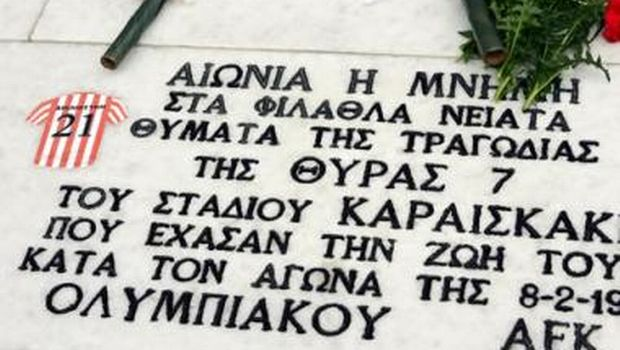 ΑΙΩΝΙΑ Η ΜΝΗΜΗ
ΣΤΑ ΦΙΛΑΘΛΑ ΝΕΙΑΤΑ
21
ΘΥΜΑΤΑ ΤΗΣ ΤΡΑΓΩΔΙΑΣ
ΤΗΣ ΘΥΡΑΣ 7
ΤΟΥ ΣΤΑΔΙΟΥ ΚΑΡΑΙΣΚΑΚΗ
ΠΟΥ ΕΧΑΣΑΝ ΤΗΝ ΖΩΗ ΤΟΥ
ΚΑΤΑ ΤΟΝ ΑΓΩΝΑ ΤΗΣ 8-2-19
ΟΛΥΜΠΙΑΚΟΥ ΑΕΚ